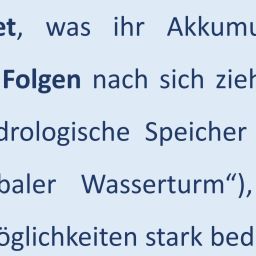 et, was ihr Akkumu
Folgen nach sich zieh
drologische Speicher
baler Wasserturm“),
öglichkeiten stark bed